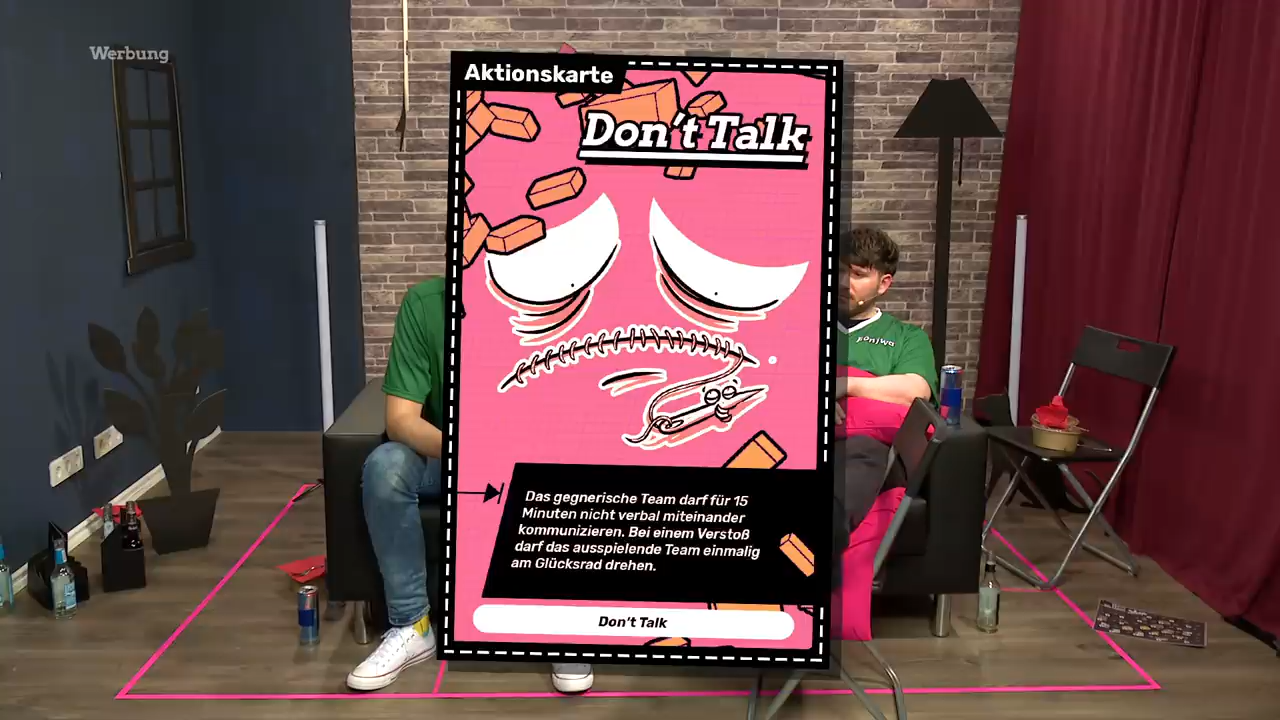 Werbung
Aktionskarte
Don't Talk
Das gegnerische Team darf für 15
Minuten nicht verbal miteinander
kommunizieren. Bei einem Verstoß
darf das ausspielende Team einmalig
am Glücksrad drehen.
Don't Talk